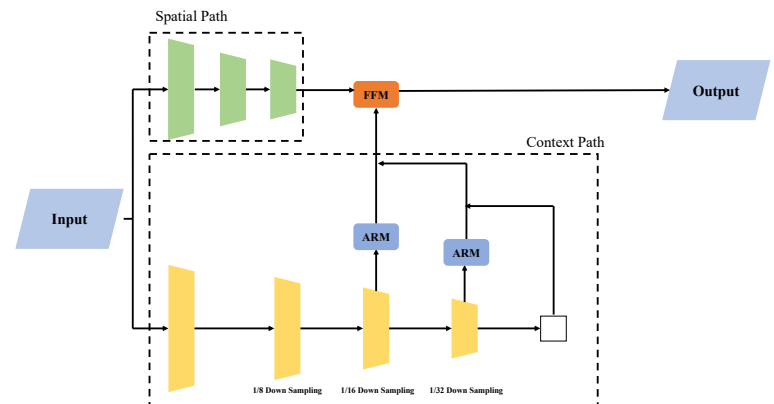 Spatial Path
FFM
Output
Context Path
Input
ARM
ARM
1/8 Down Sampling
1/16 Down Sampling
1/32 Down Sampling